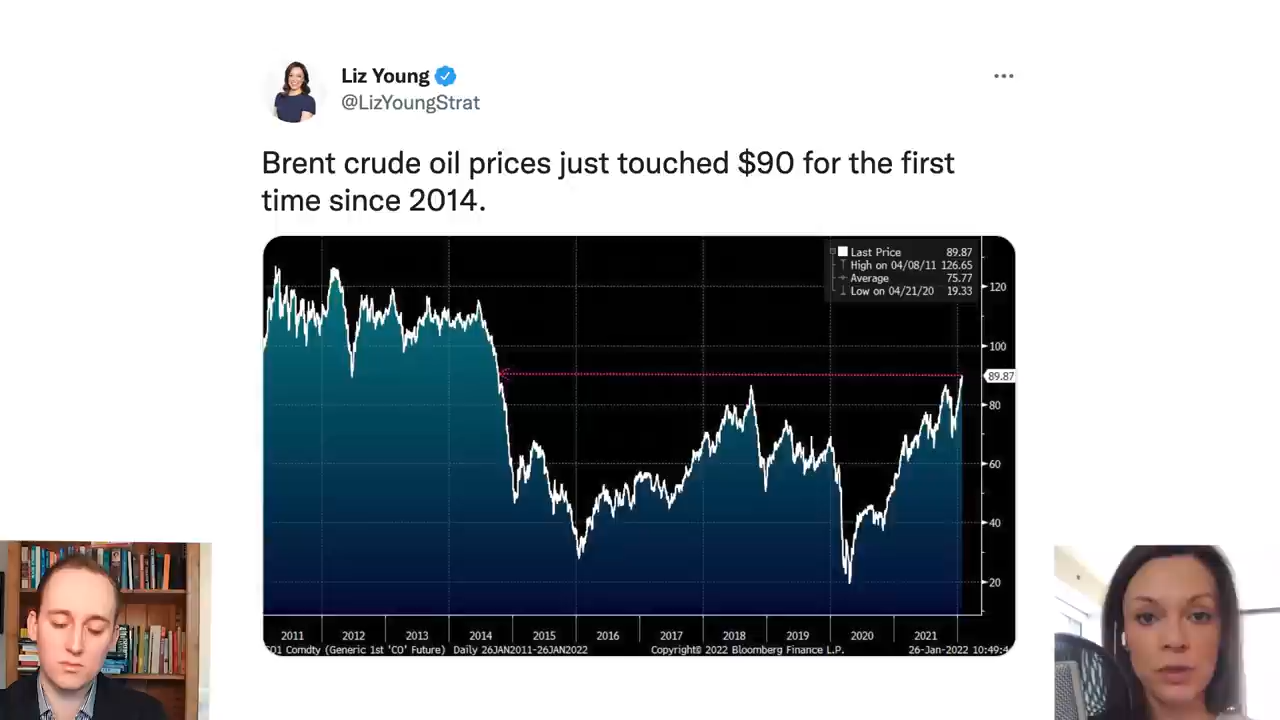 Liz Young
@LizYoungStrat
Brent crude oil prices just touched $90 for the first
time since 2014.
Last Price 89.87
High on 04/08/11 126.65
Average 75.77
Low on 04/21/20 19.33
120
100
89.87
80
60
40
20
2011 2012 2013 2014 2015 2016 2017 2018 2019 2020 2021
CO1 Comdty (Generic 1st 'CO' Future) Daily 26JAN2011-26JAN2022 Copyright© 2022 Bloomberg Finance L.P. 26-Jan-2022 10:49:4